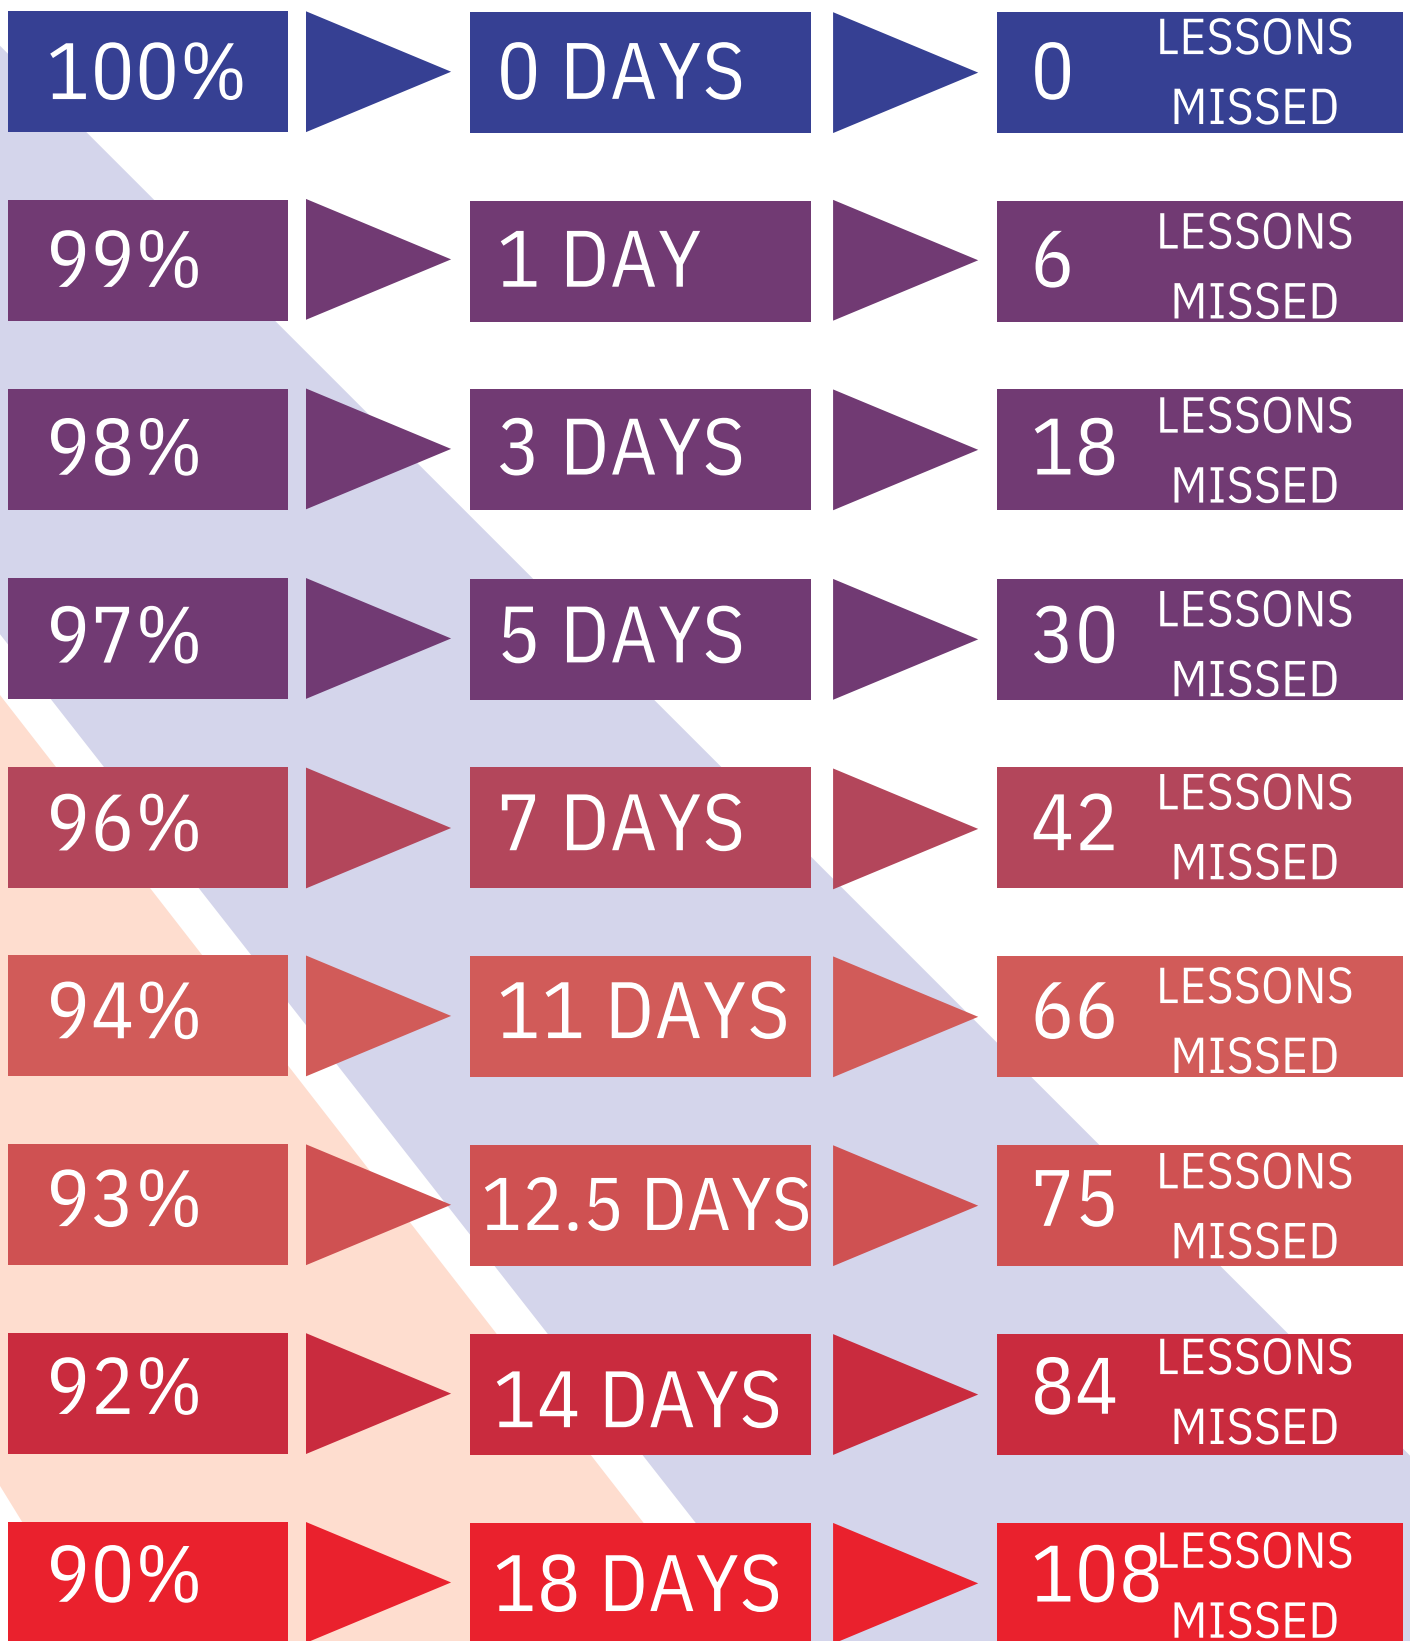 100% 0 DAYS 0 LESSONS
MISSED
99% 1 DAY 6 LESSONS
MISSED
98% 3 DAYS 18 LESSONS
MISSED
97% 5 DAYS 30 LESSONS
MISSED
96% 7 DAYS 42 LESSONS
MISSED
94% 11 DAYS 66 LESSONS
MISSED
93% 12.5 DAYS 75 LESSONS
MISSED
92% 14 DAYS 84 LESSONS
MISSED
90% 18 DAYS 108 LESSONS
MISSED